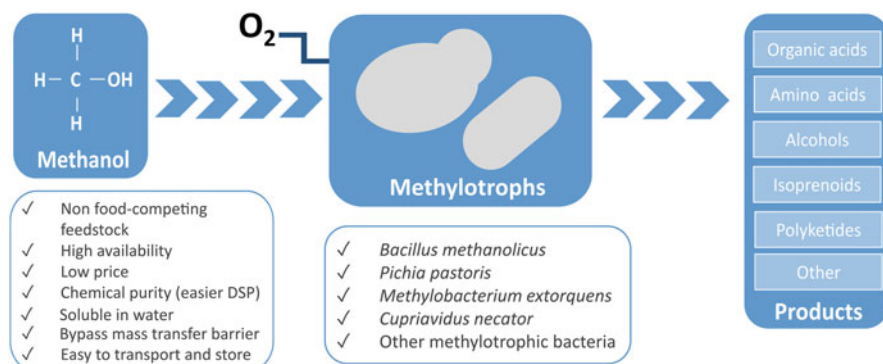 H
H – C – OH
H
Methanol
O2
Methylotrophs
Organic acids
Amino acids
Alcohols
Isoprenoids
Polyketides
Other
Products
✓ Non food-competing
feedstock
✓ High availability
✓ Low price
✓ Chemical purity (easier DSP)
✓ Soluble in water
✓ Bypass mass transfer barrier
✓ Easy to transport and store
✓ Bacillus methanolicus
✓ Pichia pastoris
✓ Methylobacterium extorquens
✓ Cupriavidus necator
✓ Other methylotrophic bacteria